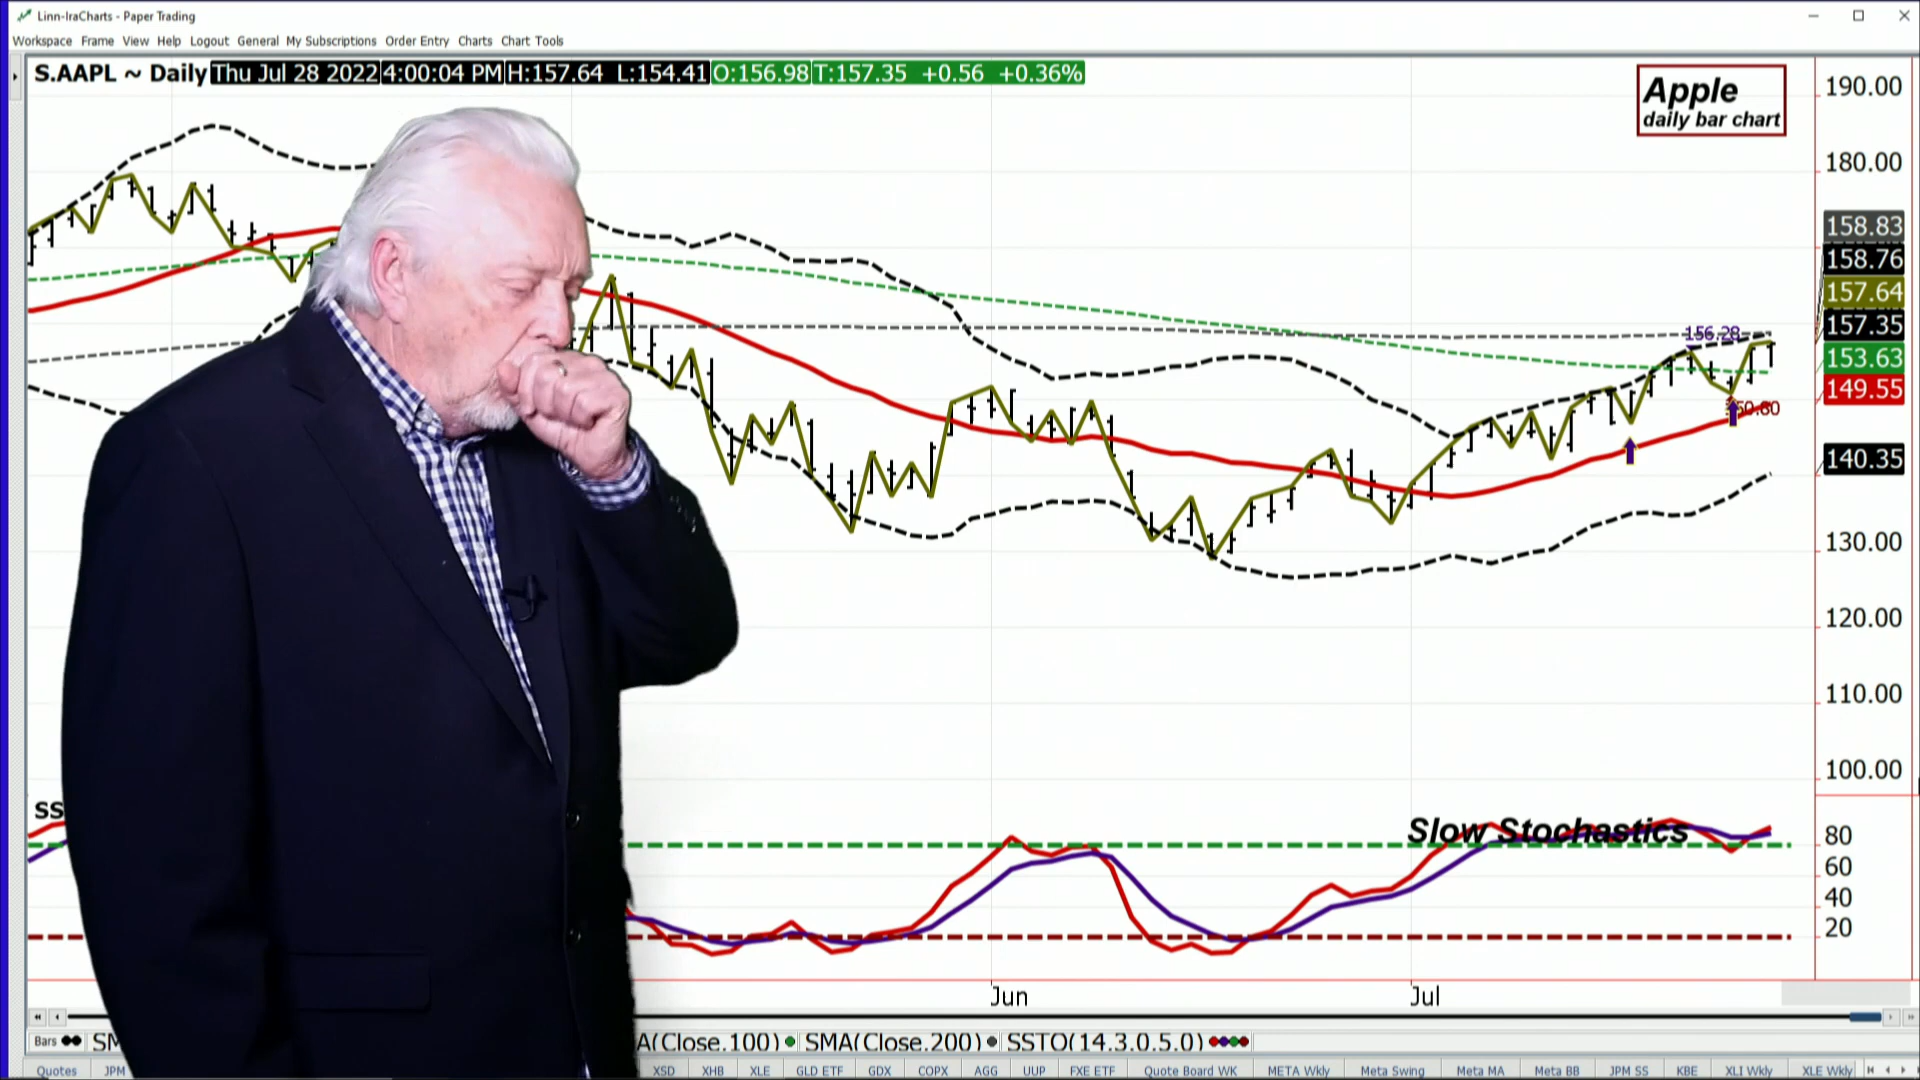 Linn-IraCharts - Paper Trading
Workspace Frame View Help Logout General My Subscriptions Order Entry Charts Chart Tools
S.AAPL ~ Daily Thu Jul 28 2022 4:00:04 PM H:157.64 L:154.41 O:156.98 T:157.35 +0.56 +0.36%
Apple
daily bar chart
190.00
180.00
158.83
158.76
157.64
157.35
153.63
149.55
140.35
130.00
120.00
110.00
100.00
156.28
SS
Slow Stochastics
80
60
40
20
Jun Jul
Bars SM A(Close.100) SMA(Close.200) SSTO(14.3.0.5.0)
Quotes JPM XSD XHB XLE GLD ETF GDX COPX AGG UUP FXE ETF Quote Board WK META Wkly Meta Swing Meta MA Meta BB JPM SS KBE XLI Wkly XLE Wkly